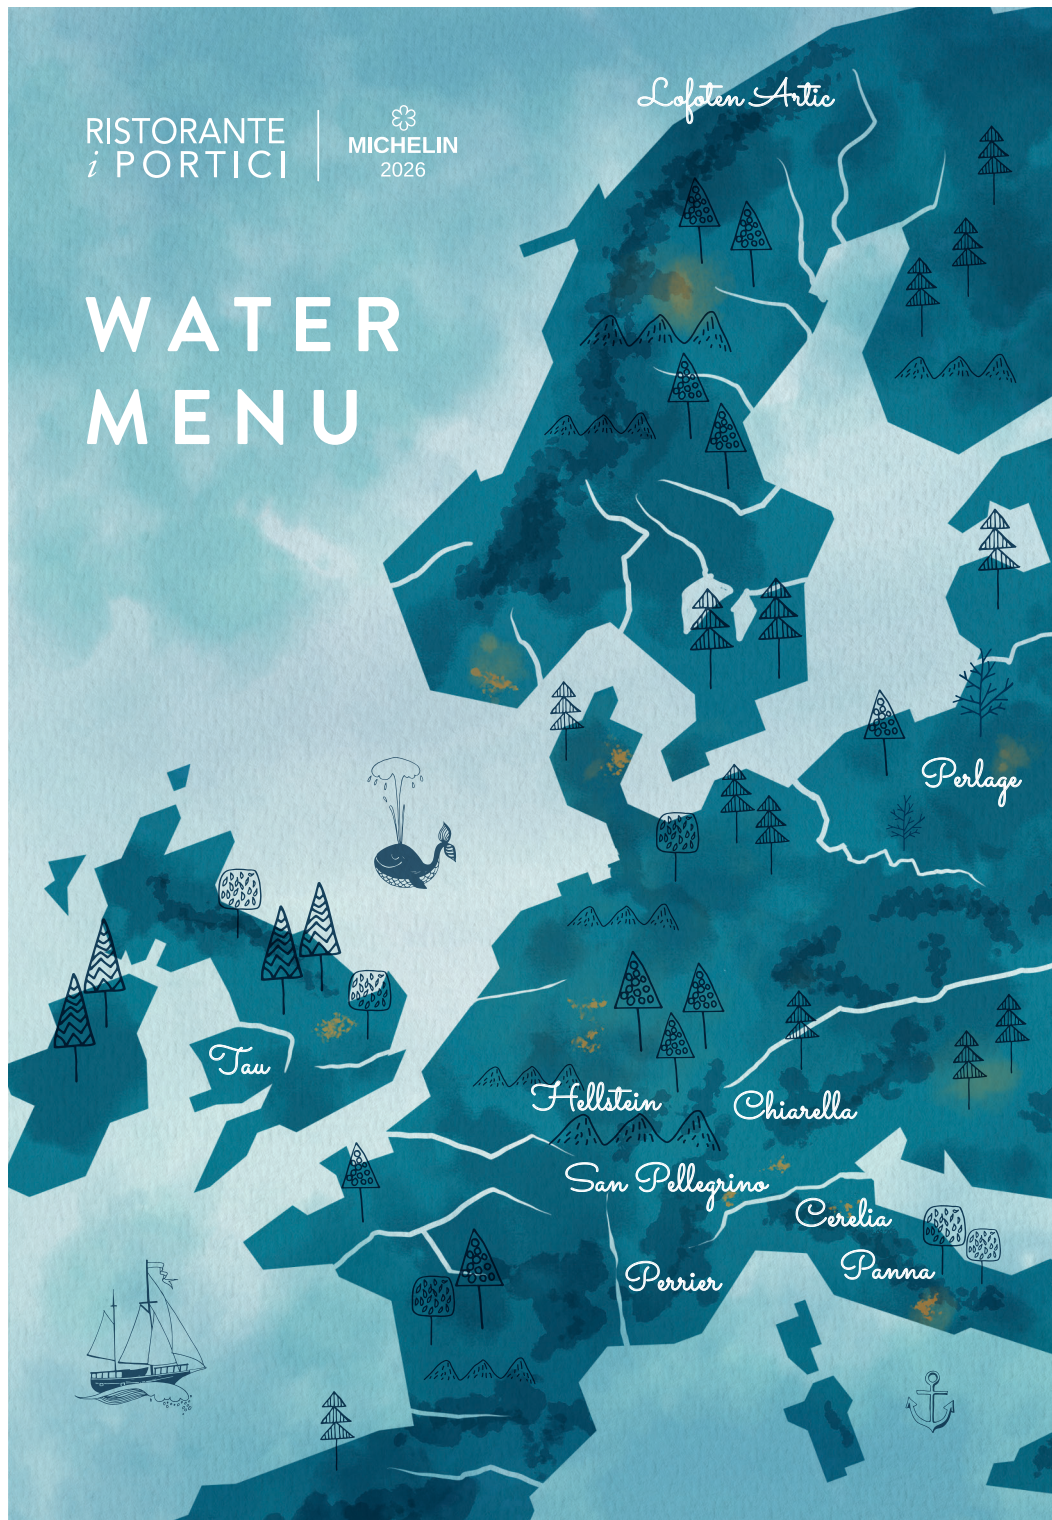 Lofoten Artic
RISTORANTE
i PORTICI
MICHELIN
2026
WATER
MENU
Perlage
Tau
Hellstein
Chiarella
San Pellegrino
Cerelia
Panna
Perrier